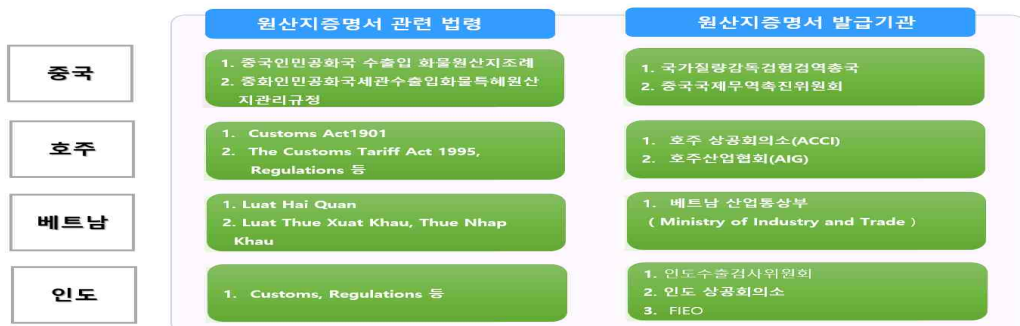 원산지증명서 관련 법령
원산지증명서 발급기관
중국
1. 중국인민공화국 수출입 화물원산지조례
2. 중화인민공화국세관수출입화물특혜원산
지관리규정
1. 국가질량감독검험검역총국
2. 중국국제무역촉진위원회
호주
1. Customs Act1901
2. The Customs Tariff Act 1995,
Regulations 등
1. 호주 상공회의소(ACCI)
2. 호주산업협회(AIG)
베트남
1. Luat Hai Quan
2. Luat Thue Xuat Khau, Thue Nhap
Khau
1. 베트남 산업통상부
( Ministry of Industry and Trade )
인도
1. Customs, Regulations 등
1. 인도수출검사위원회
2. 인도 상공회의소
3. FIEO